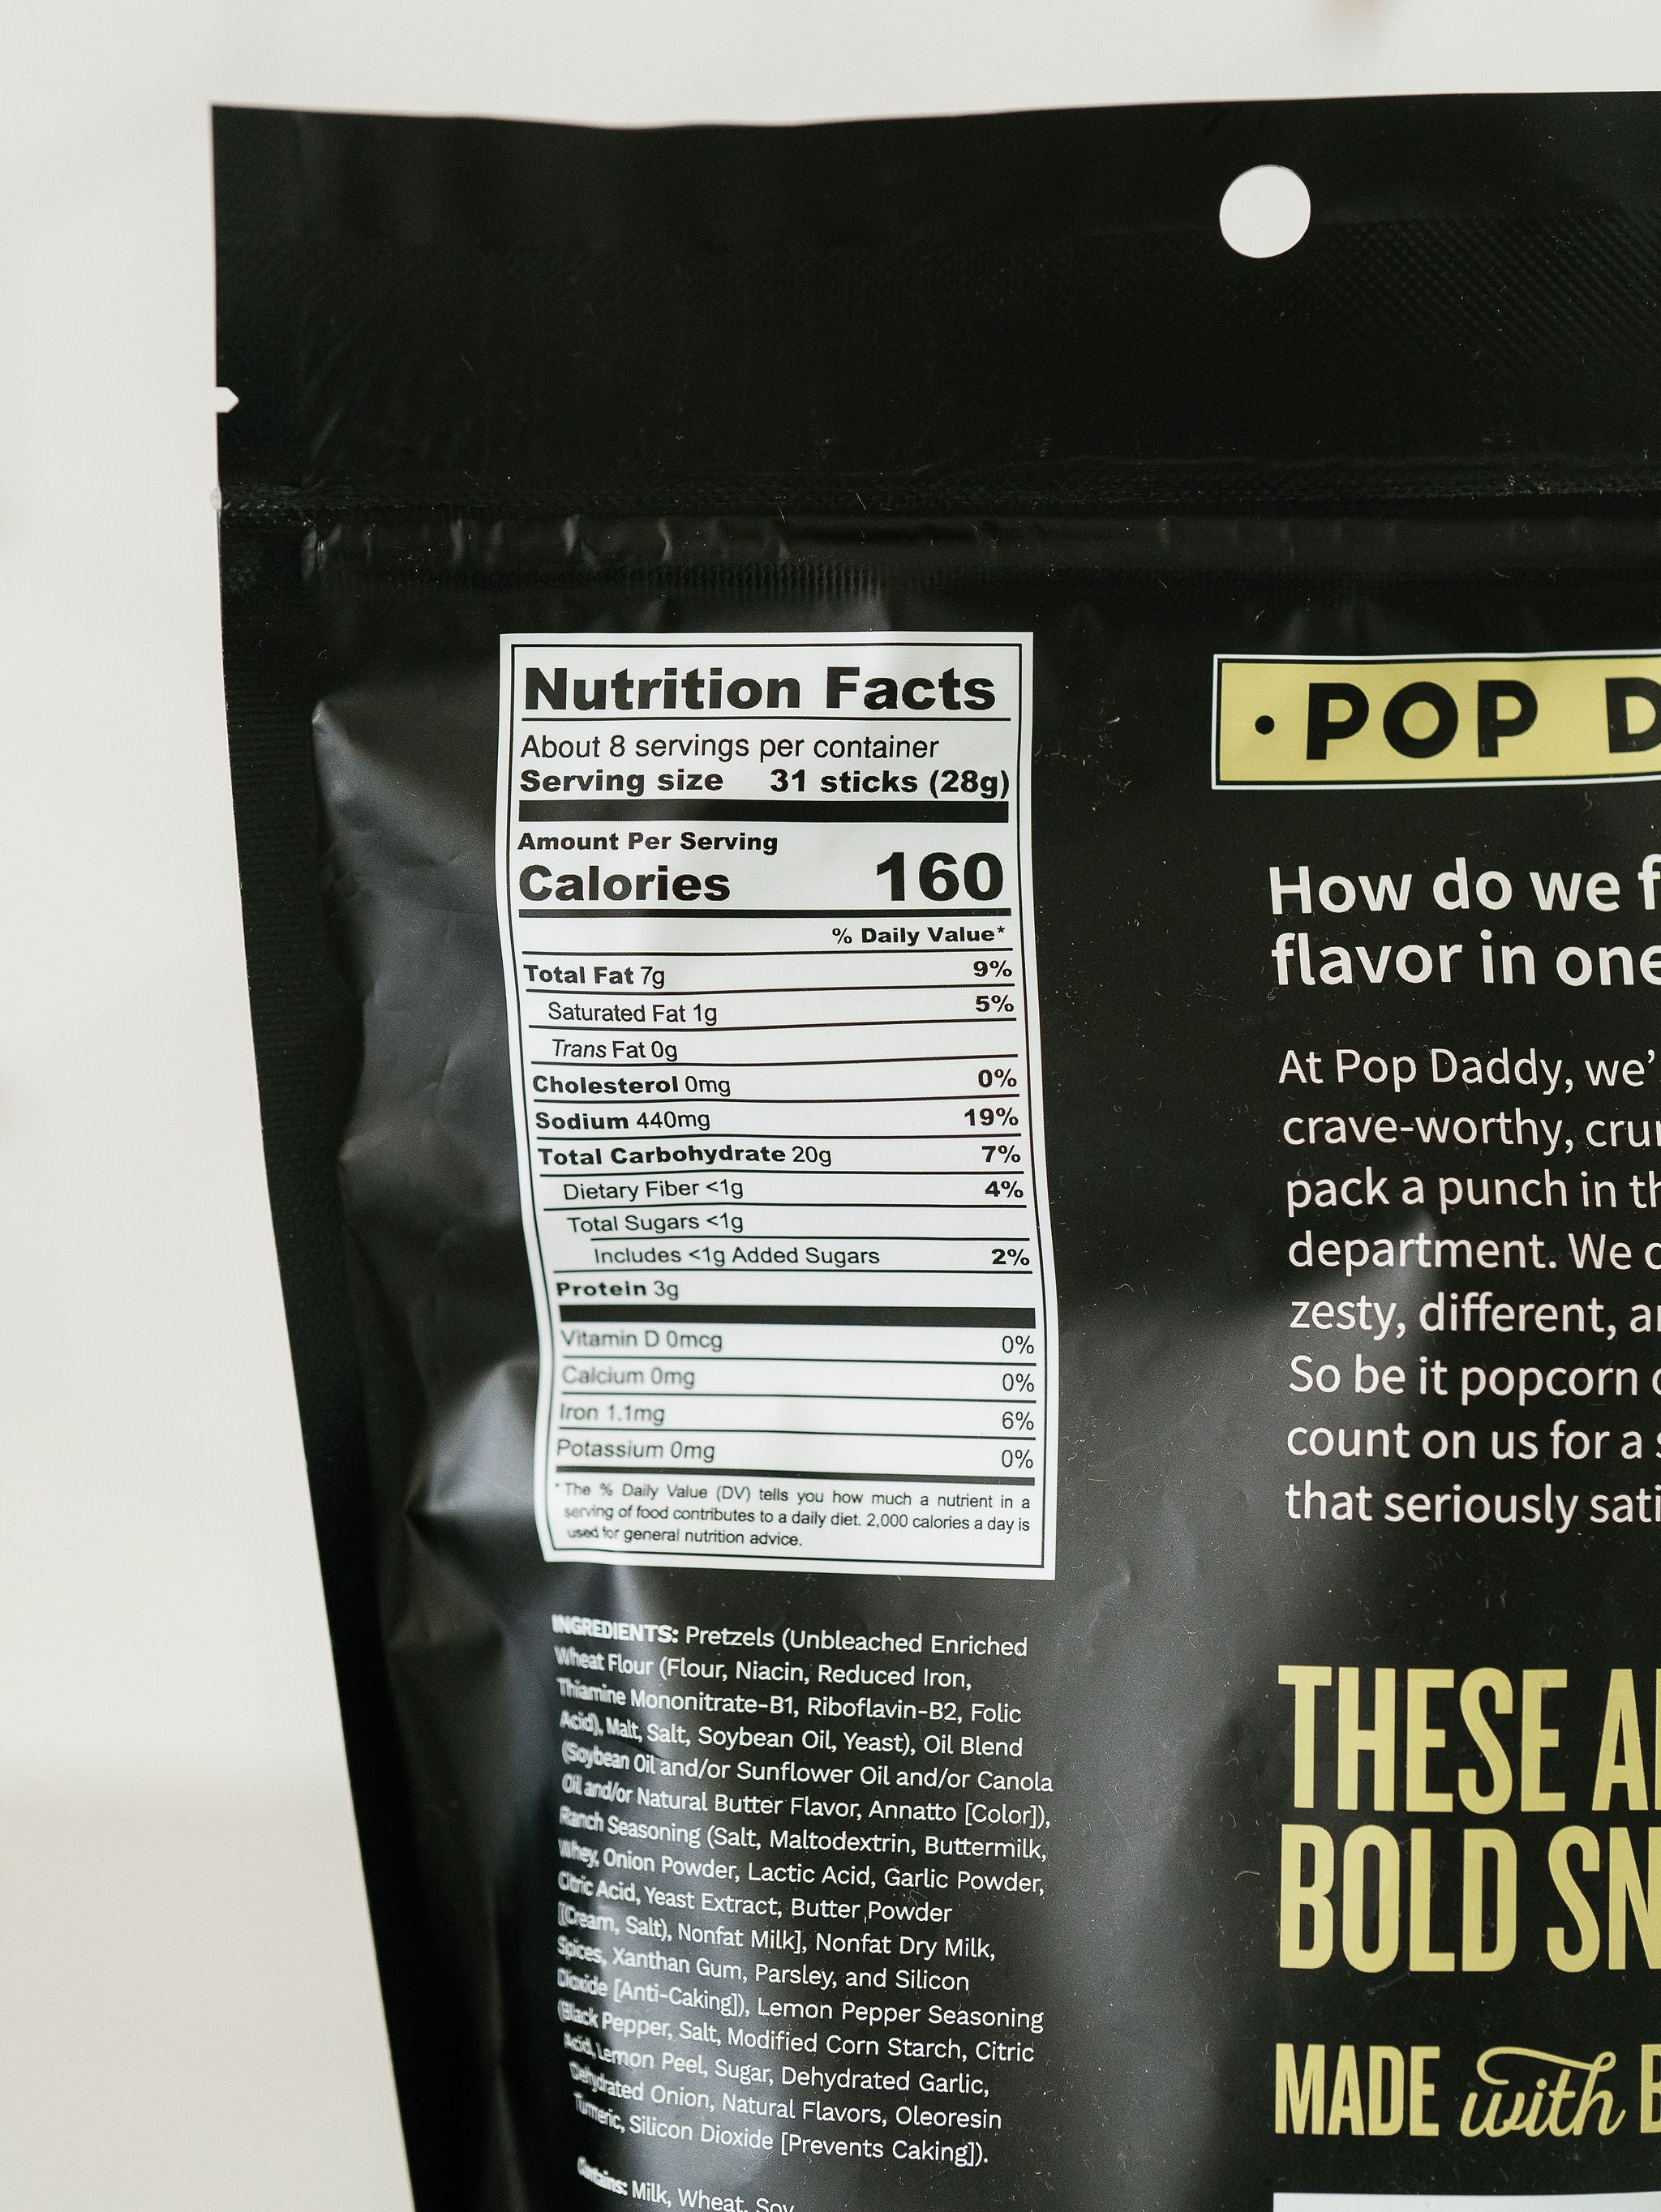 Nutrition Facts
About 8 servings per container
Serving size 31 sticks (28g)
Amount Per Serving
Calories 160
% Daily Value*
Total Fat 7g 9%
Saturated Fat 1g 5%
Trans Fat 0g
Cholesterol 0mg 0%
Sodium 440mg 19%
Total Carbohydrate 20g 7%
Dietary Fiber <1g 4%
Total Sugars <1g
Includes <1g Added Sugars 2%
Protein 3g
Vitamin D 0mcg 0%
Calcium 0mg 0%
Iron 1.1mg 6%
Potassium 0mg 0%
* The % Daily Value (DV) tells you how much a nutrient in a
serving of food contributes to a daily diet. 2,000 calories a day is
used for general nutrition advice.
INGREDIENTS: Pretzels (Unbleached Enriched
Wheat Flour (Flour, Niacin, Reduced Iron,
Thiamine Mononitrate-B1, Riboflavin-B2, Folic
Acid), Malt, Salt, Soybean Oil, Yeast), Oil Blend
(Soybean Oil and/or Sunflower Oil and/or Canola
Oil and/or Natural Butter Flavor, Annatto [Color]),
Ranch Seasoning (Salt, Maltodextrin, Buttermilk,
Whey, Onion Powder, Lactic Acid, Garlic Powder,
Citric Acid, Yeast Extract, Butter Powder
[(Cream, Salt), Nonfat Milk], Nonfat Dry Milk,
Spices, Xanthan Gum, Parsley, and Silicon
Dioxide [Anti-Caking]), Lemon Pepper Seasoning
(Black Pepper, Salt, Modified Corn Starch, Citric
Acid, Lemon Peel, Sugar, Dehydrated Garlic,
Dehydrated Onion, Natural Flavors, Oleoresin
Tumeric, Silicon Dioxide [Prevents Caking]).
Contains: Milk, Wheat, Soy
• POP D
How do we f
flavor in one
At Pop Daddy, we'
crave-worthy, crun
pack a punch in th
department. We
zesty, different, an
So be it popcorn
count on us for a s
that seriously sati
THESE A
BOLD SN
MADE with B